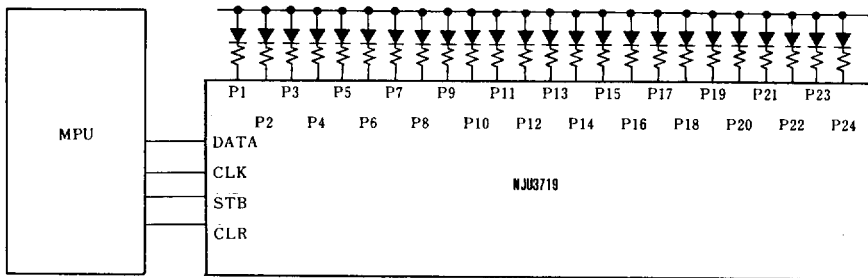 P1 P3 P5 P7 P9 P11 P13 P15 P17 P19 P21 P23
P2 P4 P6 P8 P10 P12 P14 P16 P18 P20 P22 P24
MPU
DATA
CLK
NJU3719
STB
CLR